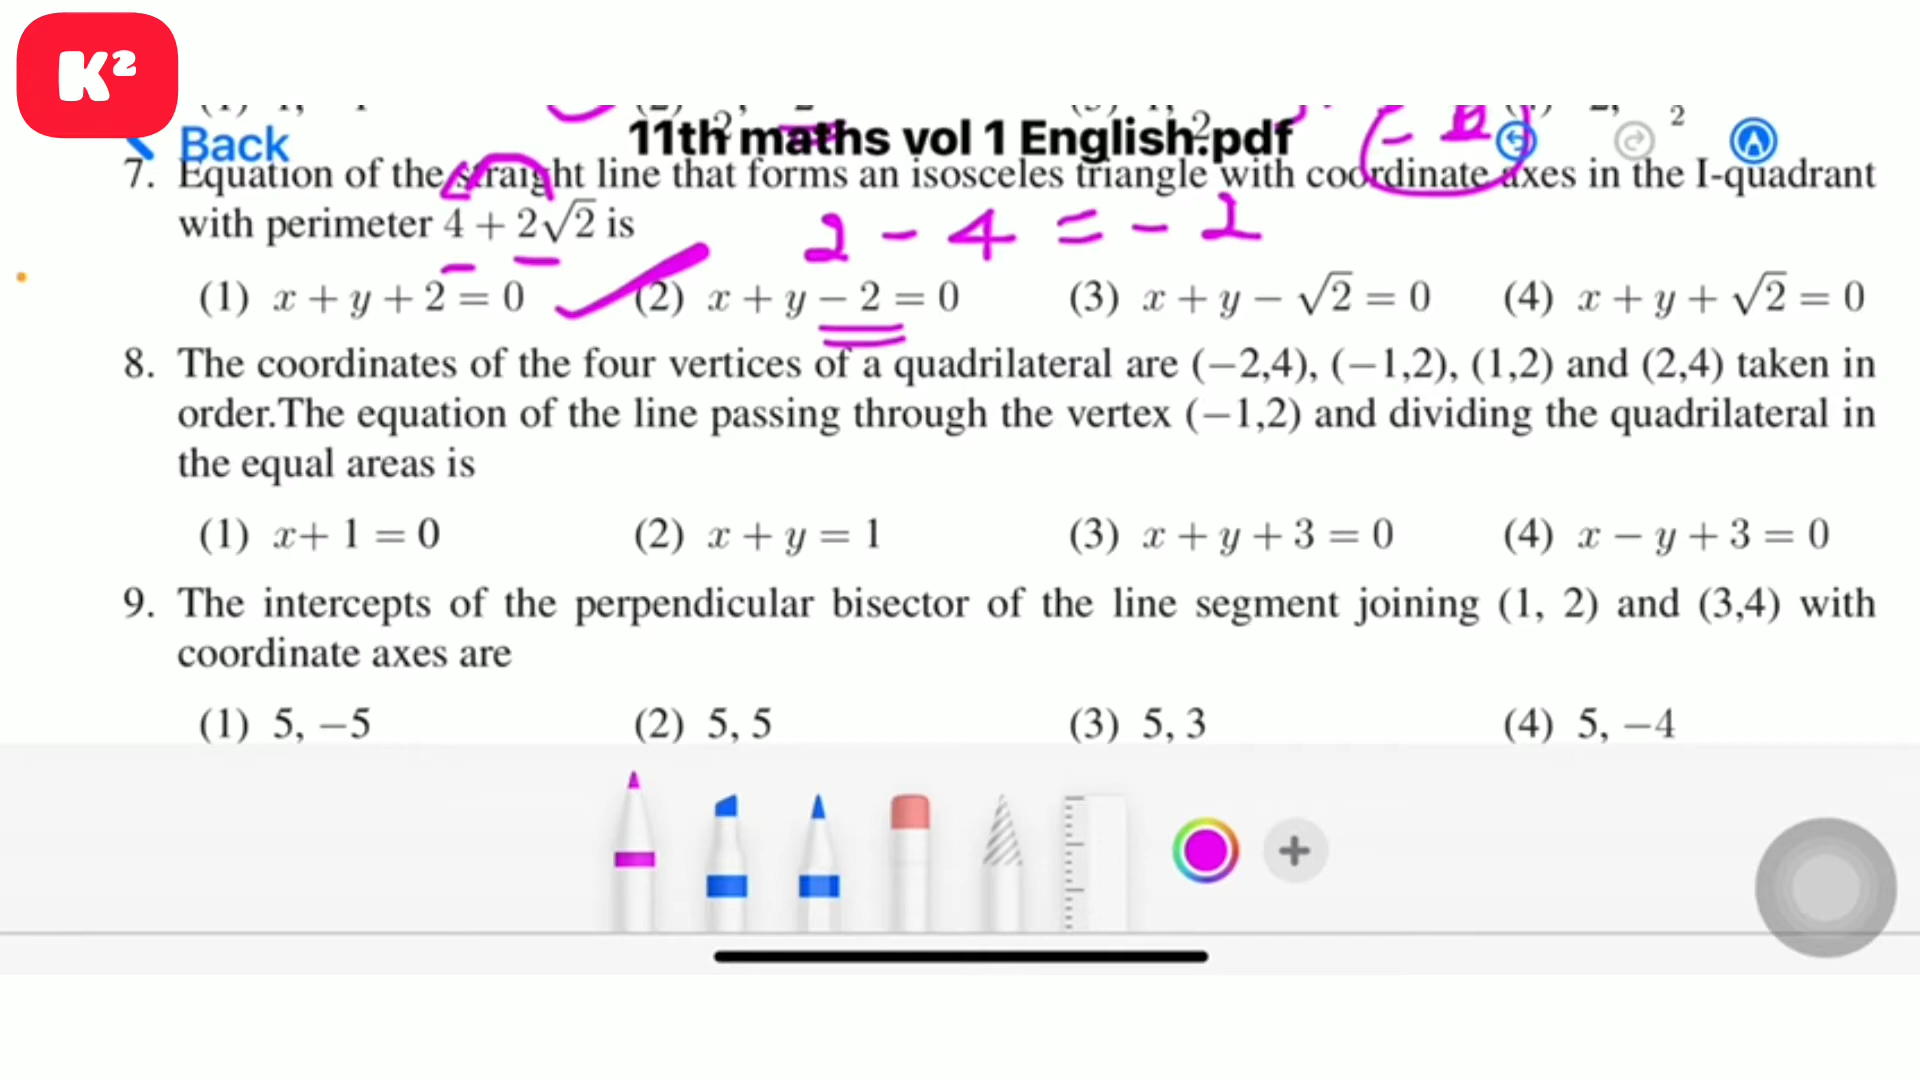 K²
Back
11th maths vol 1 English.pdf
2
7. Equation of the straight line that forms an isosceles triangle with coordinate axes in the I-quadrant
with perimeter 4 + 2√2 is
2 - 4 = - 2
(1) x + y + 2 = 0 (2) x + y − 2 = 0 (3) x + y − √2 = 0 (4) x + y + √2 = 0
8. The coordinates of the four vertices of a quadrilateral are (−2,4), (−1,2), (1,2) and (2,4) taken in
order.The equation of the line passing through the vertex (−1,2) and dividing the quadrilateral in
the equal areas is
(1) x+ 1 = 0 (2) x + y = 1 (3) x + y + 3 = 0 (4) x − y + 3 = 0
9. The intercepts of the perpendicular bisector of the line segment joining (1, 2) and (3,4) with
coordinate axes are
(1) 5, −5 (2) 5, 5 (3) 5, 3 (4) 5, −4